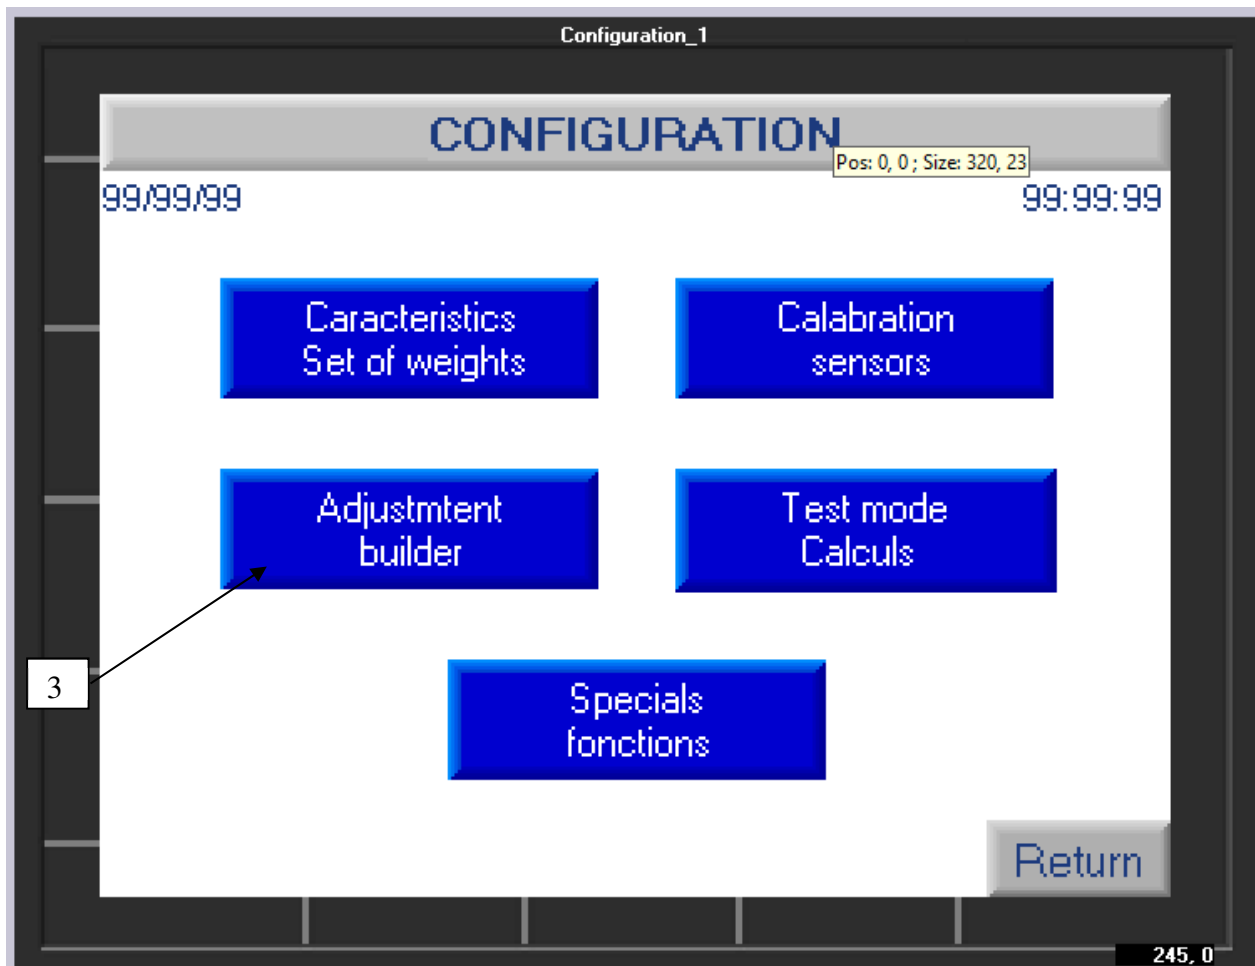 Configuration_1
CONFIGURATION
Pos: 0, 0 ; Size: 320, 23
99/99/99
99:99:99
Caracteristics
Set of weights
Calabration
sensors
Adjustmtent
builder
Test mode
Calculs
3
Specials
fonctions
Return
245, 0